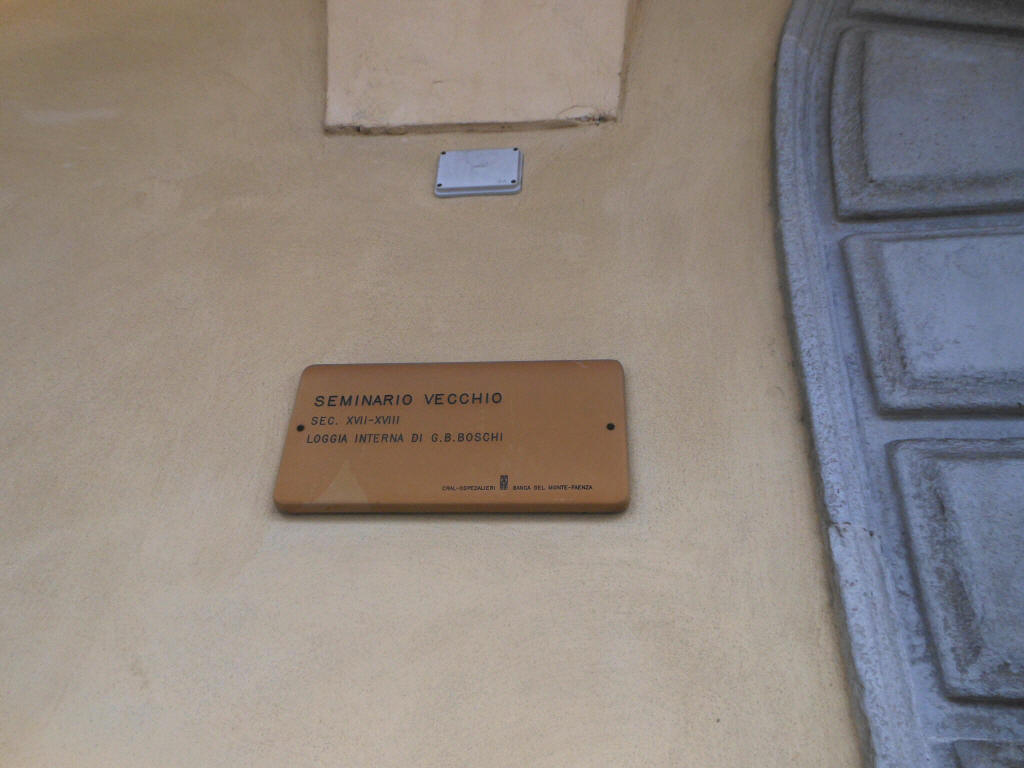 SEMINARIO VECCHIO
SEC. XVII-XVIII
LOGGIA INTERNA DI G.B.BOSCHI
CRAL-OSPEDALIERI BANCA DEL MONTE-FAENZA